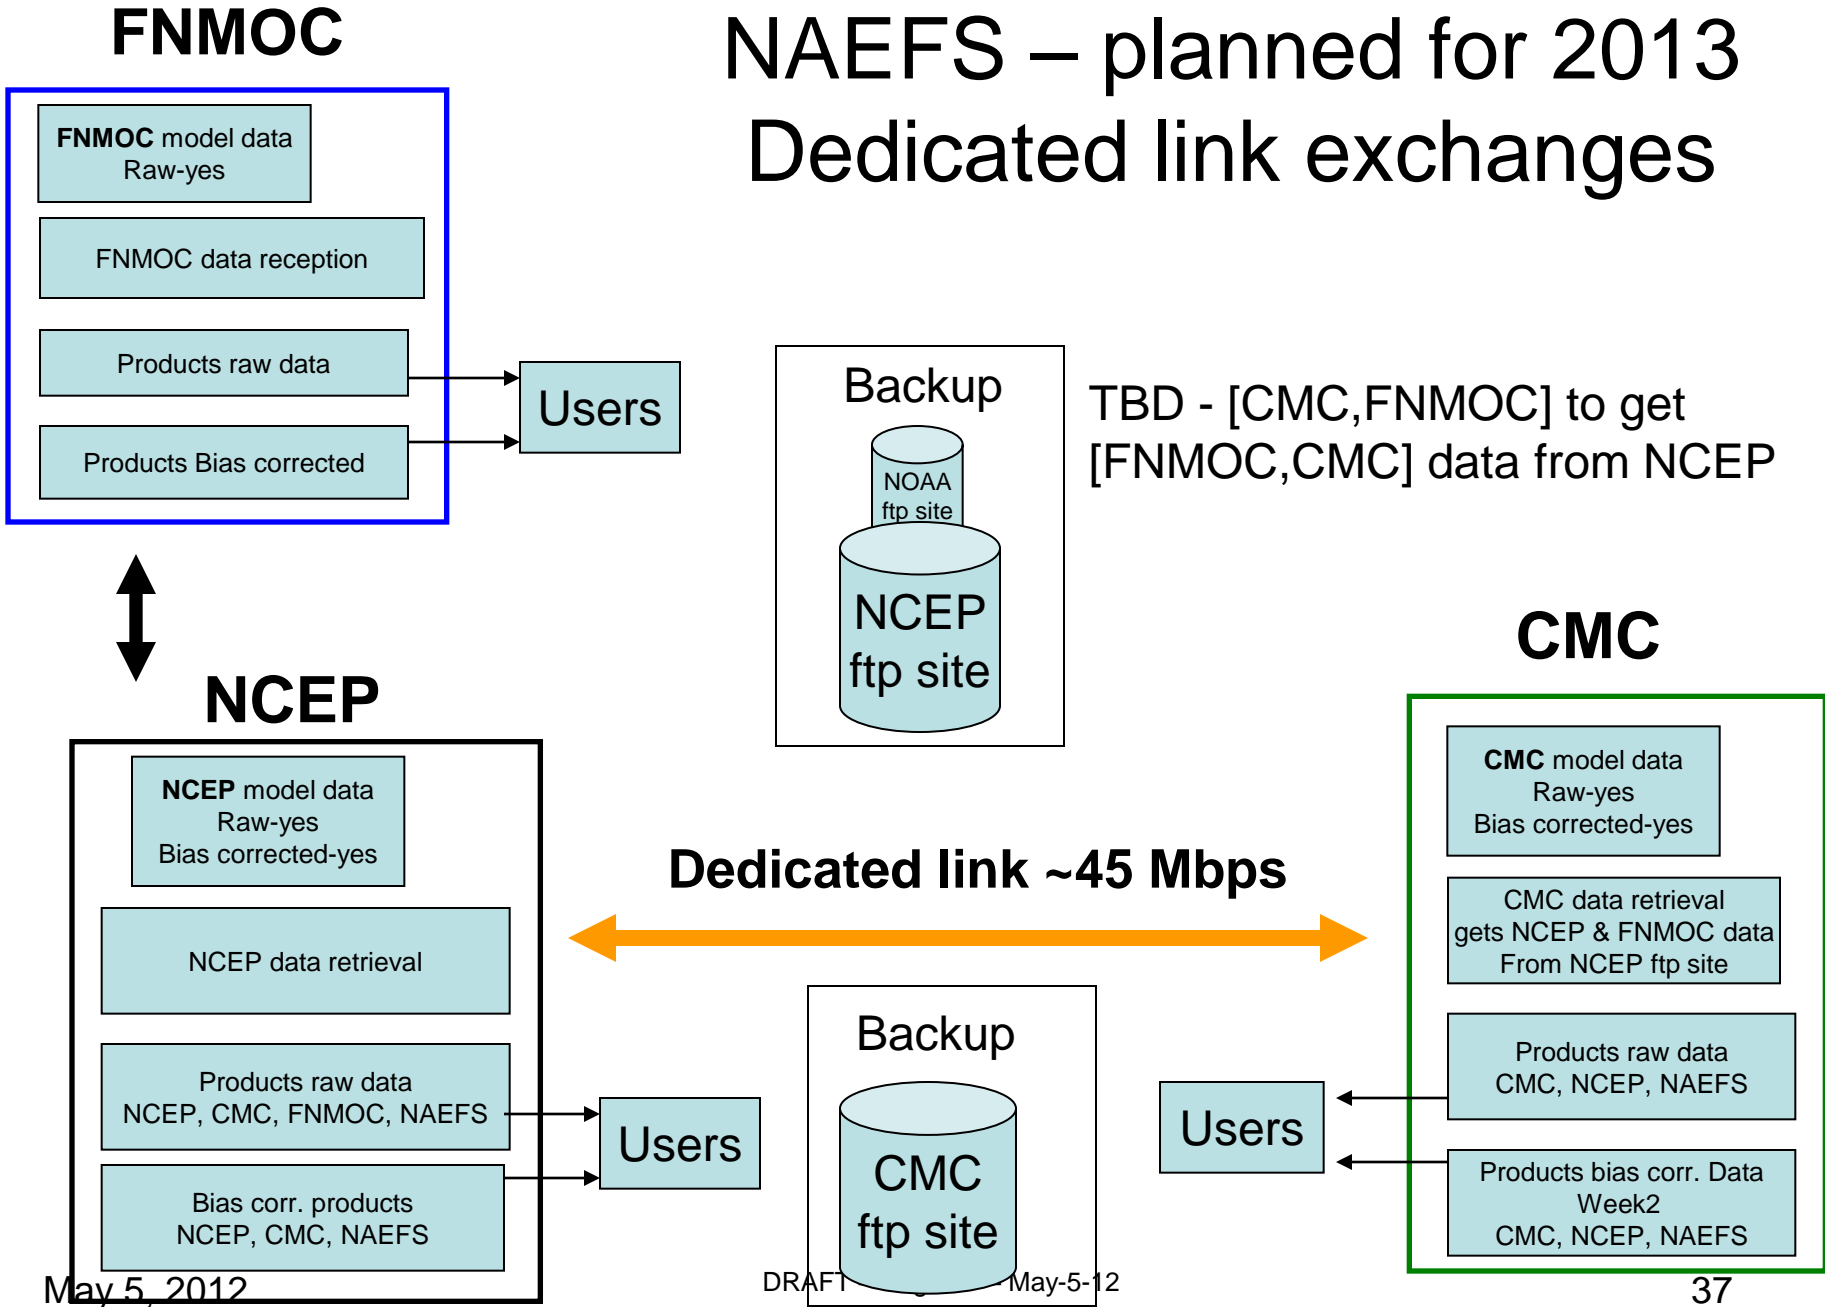 FNMOC
NAEFS – planned for 2013
Dedicated link exchanges
FNMOC model data
Raw-yes
FNMOC data reception
Products raw data
Products Bias corrected
Users
Backup
NOAA
ftp site
NCEP
ftp site
TBD - [CMC,FNMOC] to get
[FNMOC,CMC] data from NCEP
NCEP
NCEP model data
Raw-yes
Bias corrected-yes
NCEP data retrieval
Products raw data
NCEP, CMC, FNMOC, NAEFS
Bias corr. products
NCEP, CMC, NAEFS
Users
Dedicated link ~45 Mbps
Backup
CMC
ftp site
CMC
CMC model data
Raw-yes
Bias corrected-yes
CMC data retrieval
gets NCEP & FNMOC data
From NCEP ftp site
Products raw data
CMC, NCEP, NAEFS
Products bias corr. Data
Week2
CMC, NCEP, NAEFS
Users
May 5, 2012
DRAFT May-5-12
37